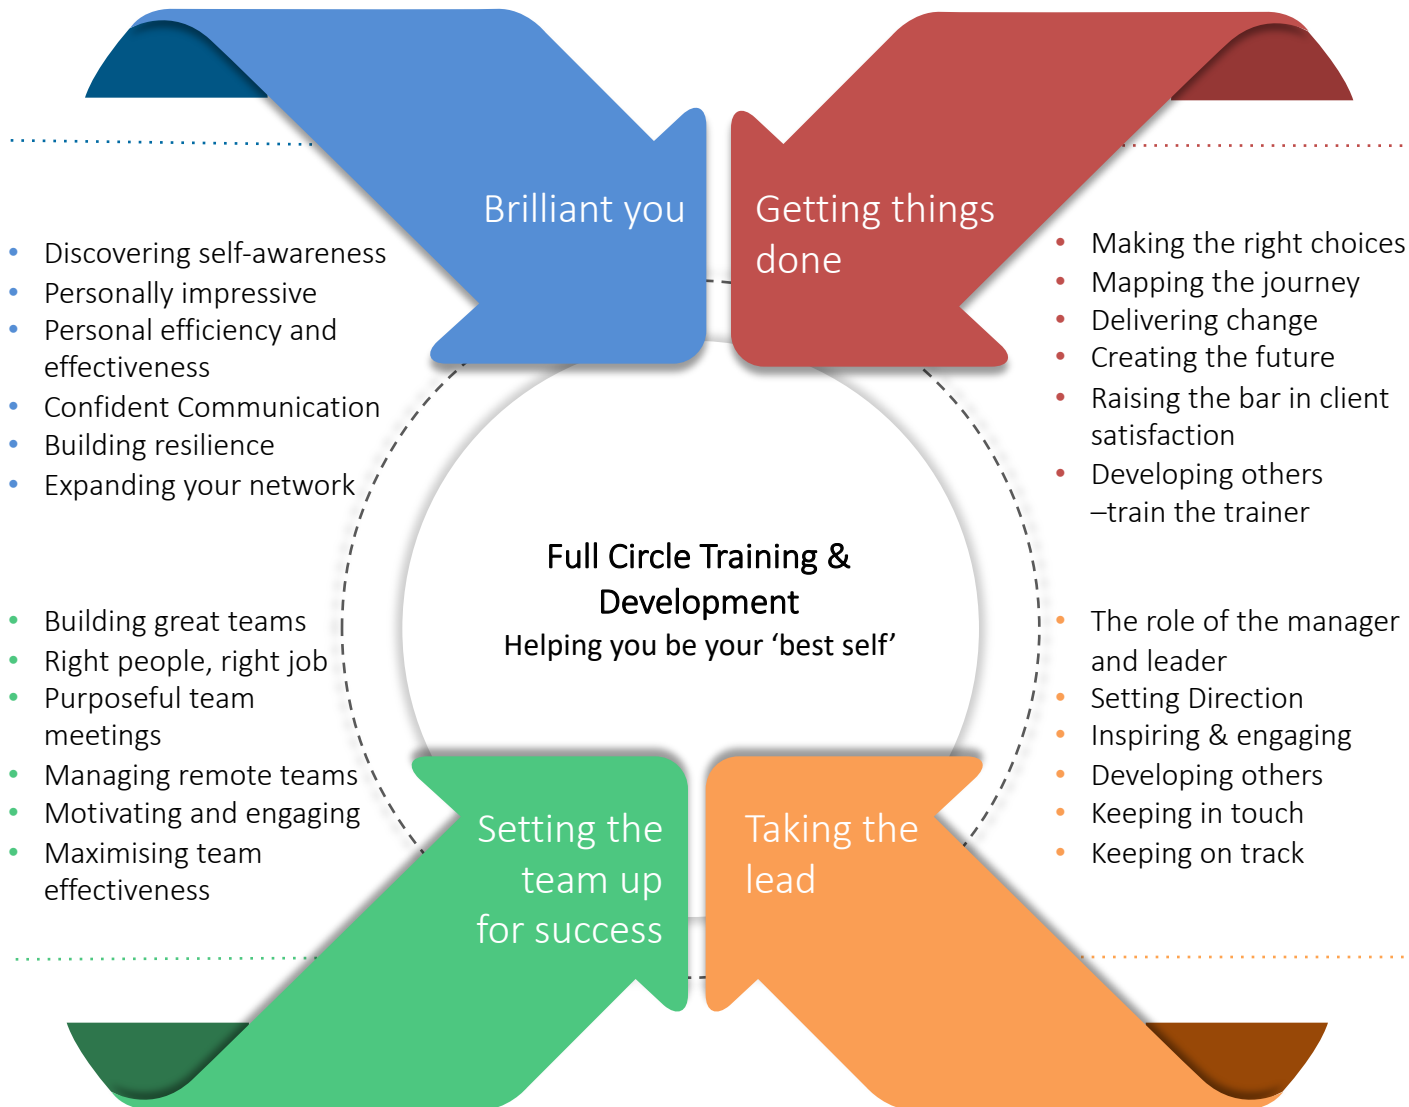 Brilliant you
Getting things
done
• Discovering self-awareness
• Personally impressive
• Personal efficiency and
effectiveness
• Confident Communication
• Building resilience
• Expanding your network
• Making the right choices
• Mapping the journey
• Delivering change
• Creating the future
• Raising the bar in client
satisfaction
• Developing others
–train the trainer
Full Circle Training &
Development
Helping you be your ‘best self’
• Building great teams
• Right people, right job
• Purposeful team
meetings
• Managing remote teams
• Motivating and engaging
• Maximising team
effectiveness
Setting the
team up
for success
Taking the
lead
• The role of the manager
and leader
• Setting Direction
• Inspiring & engaging
• Developing others
• Keeping in touch
• Keeping on track